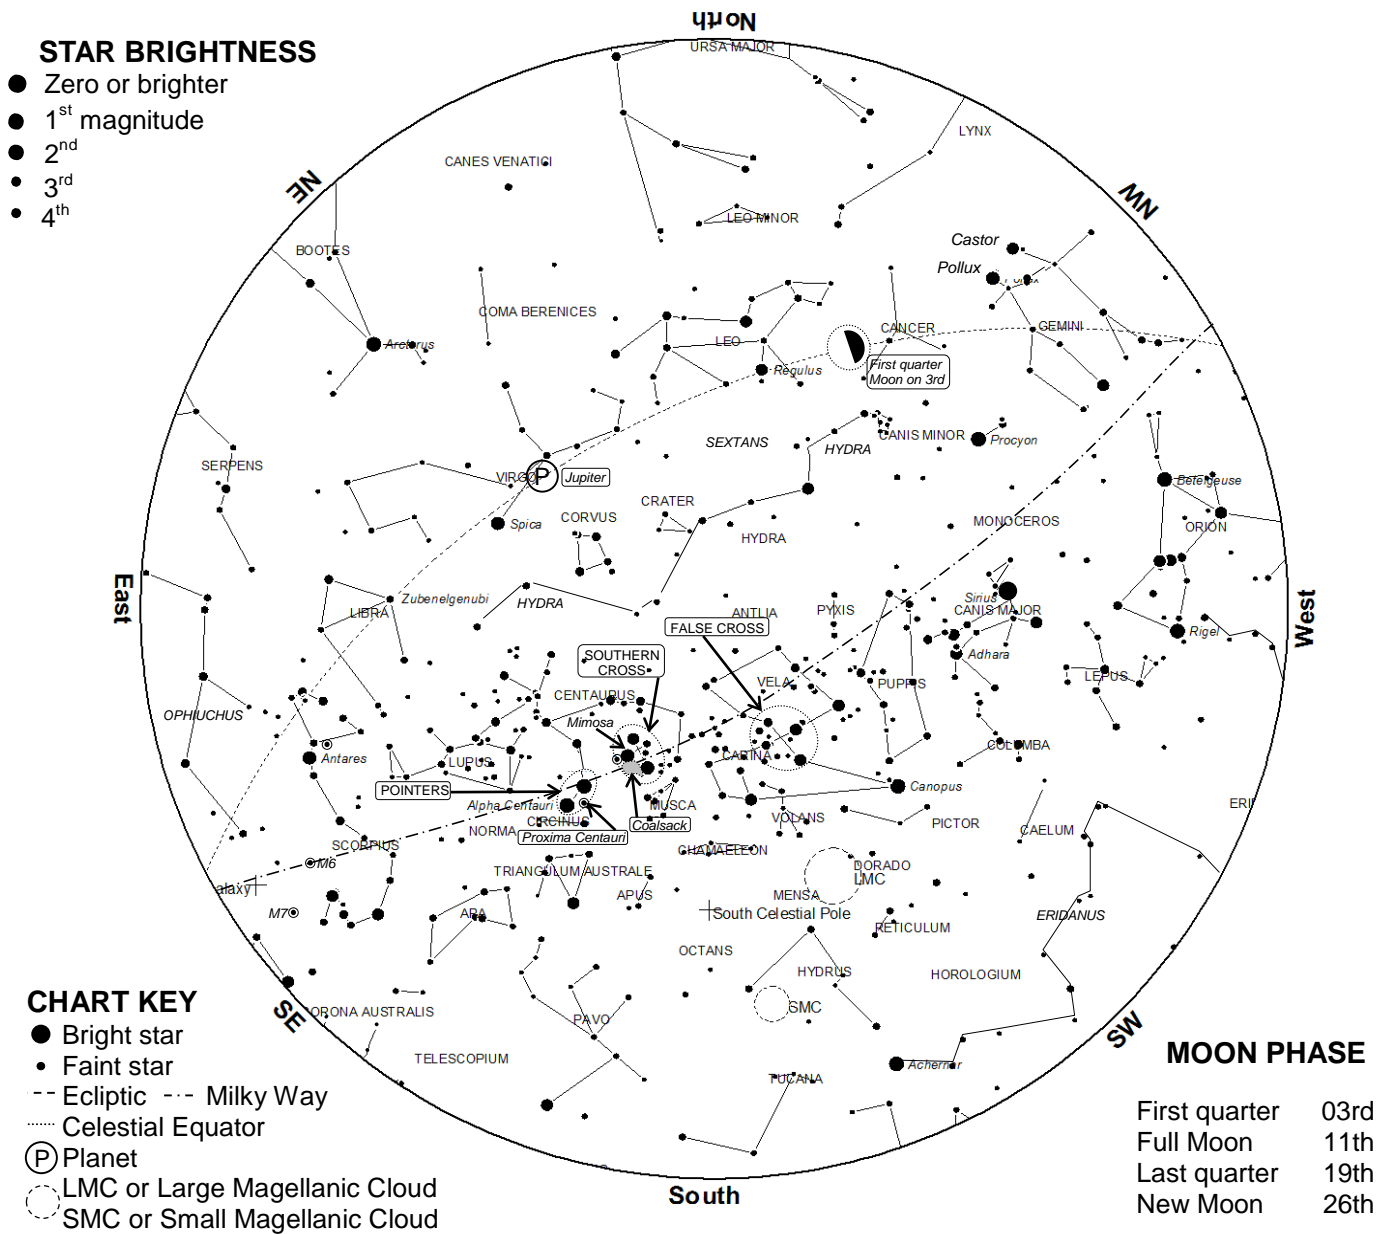 North
STAR BRIGHTNESS
Zero or brighter
1st magnitude
2nd
3rd
4th
URSA MAJOR
LYNX
CANES VENATICI
NE
NW
LEO MINOR
BOOTES
Castor
Pollux
COMA BERENICES
GEMINI
CANCER
Arcturus
LEO
First quarter
Moon on 3rd
Regulus
SEXTANS
HYDRA
CANIS MINOR
Procyon
SERPENS
VIRGO
P
Jupiter
Betelgeuse
CRATER
Spica
CORVUS
MONOCEROS
ORION
HYDRA
East
West
Zubenelgenubi
HYDRA
LIBRA
ANTLIA
PYXIS
Sirius
CANIS MAJOR
FALSE CROSS
Rigel
SOUTHERN
CROSS
Adhara
LEPUS
VELA
PUPPIS
CENTAURUS
OPHIUCHUS
Mimosa
COLUMBA
Antares
LUPUS
CARINA
POINTERS
Canopus
Alpha Centauri
MUSCA
VOLANS
CIRCINUS
Coalsack
PICTOR
NORMA
Proxima Centauri
CAELUM
ERI
SCORPIUS
CHAMAELEON
M6
TRIANGULUM AUSTRALE
DORADO
LMC
alaxy
APUS
MENSA
M7
ARA
South Celestial Pole
ERIDANUS
RETICULUM
OCTANS
HYDRUS
HOROLOGIUM
CHART KEY
SE
ORONA AUSTRALIS
SMC
PAVO
SW
Bright star
Faint star
TELESCOPIUM
Achernar
TUCANA
Ecliptic
Milky Way
Celestial Equator
P Planet
LMC or Large Magellanic Cloud
SMC or Small Magellanic Cloud
South
MOON PHASE
First quarter 03rd
Full Moon 11th
Last quarter 19th
New Moon 26th